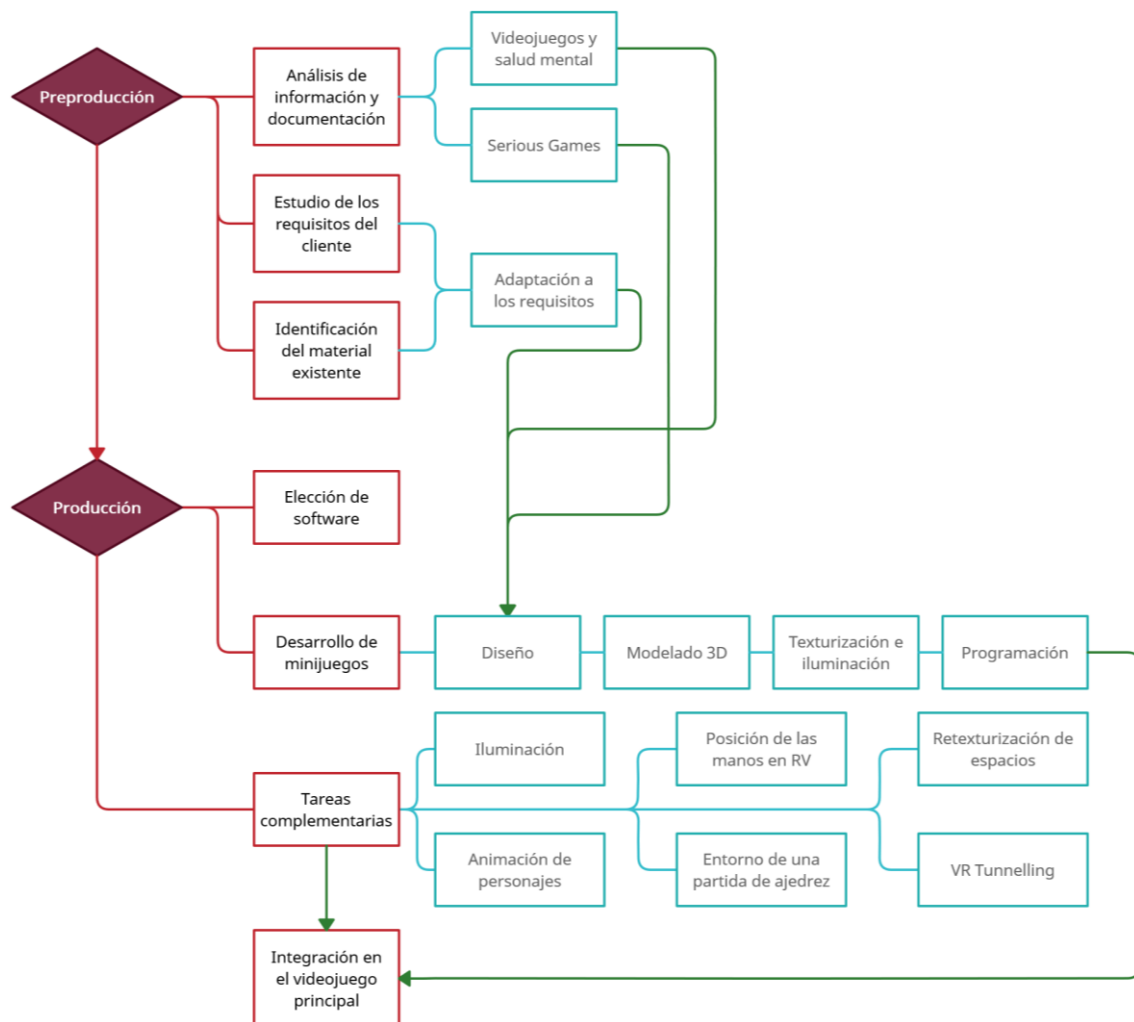 Preproducción
Análisis de
información y
documentación
Videojuegos y
salud mental
Serious Games
Estudio de los
requisitos del
cliente
Adaptación a
los requisitos
Identificación
del material
existente
Producción
Elección de
software
Desarrollo de
minijuegos
Diseño
Modelado 3D
Texturización e
iluminación
Programación
Tareas
complementarias
Iluminación
Posición de las
manos en RV
Retexturización de
espacios
Animación de
personajes
Entorno de una
partida de ajedrez
VR Tunnelling
Integración en
el videojuego
principal